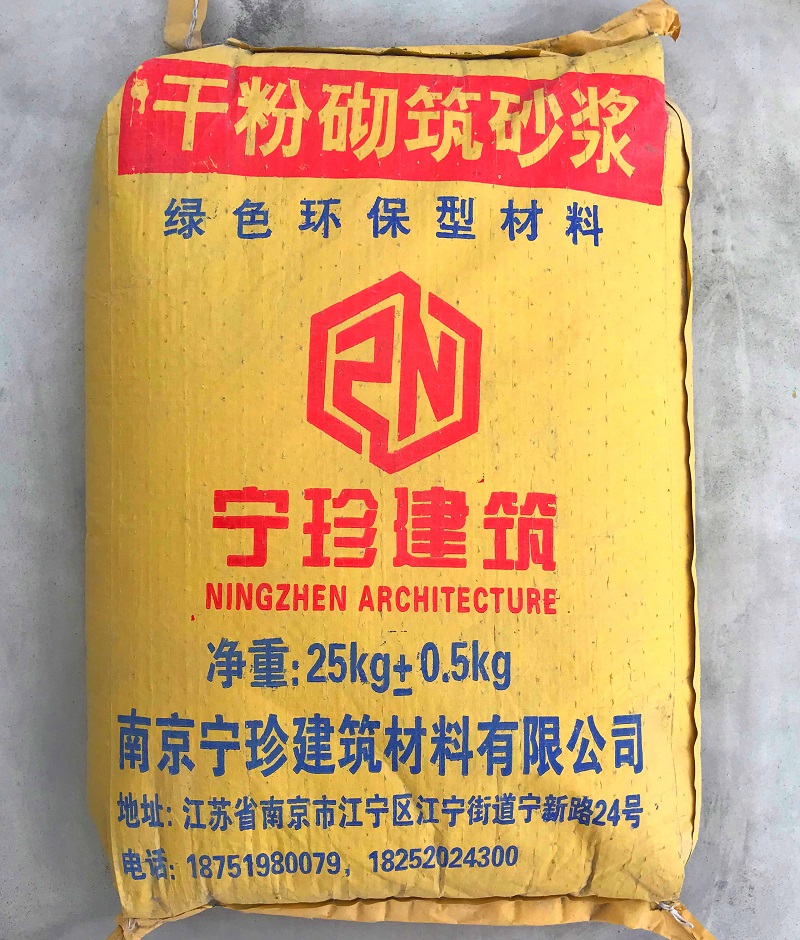 干粉砌筑砂浆
绿色环保型材料
ZN
宁珍建筑
NINGZHEN ARCHITECTURE
净重:25kg±0.5kg
南京宁珍建筑材料有限公司
地址:江苏省南京市江宁区江宁街道宁新路24号
电话:18751980079，18252024300